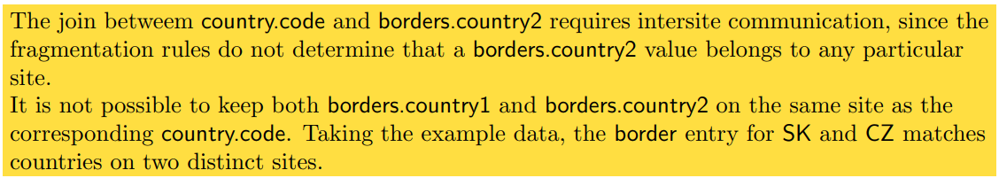 The join betweem country.code and borders.country2 requires intersite communication, since the
fragmentation rules do not determine that a borders.country2 value belongs to any particular
site.
It is not possible to keep both borders.country1 and borders.country2 on the same site as the
corresponding country.code. Taking the example data, the border entry for SK and CZ matches
countries on two distinct sites.